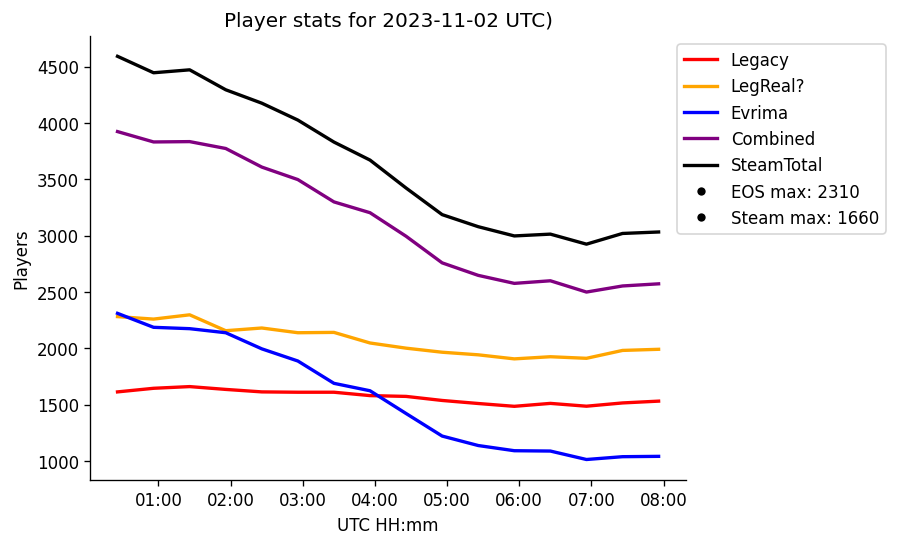 Player stats for 2023-11-02 UTC)
Legacy
LegReal?
Evrima
Combined
SteamTotal
EOS max: 2310
Steam max: 1660
Players
4500
4000
3500
3000
2500
2000
1500
1000
01:00 02:00 03:00 04:00 05:00 06:00 07:00 08:00
UTC HH:mm